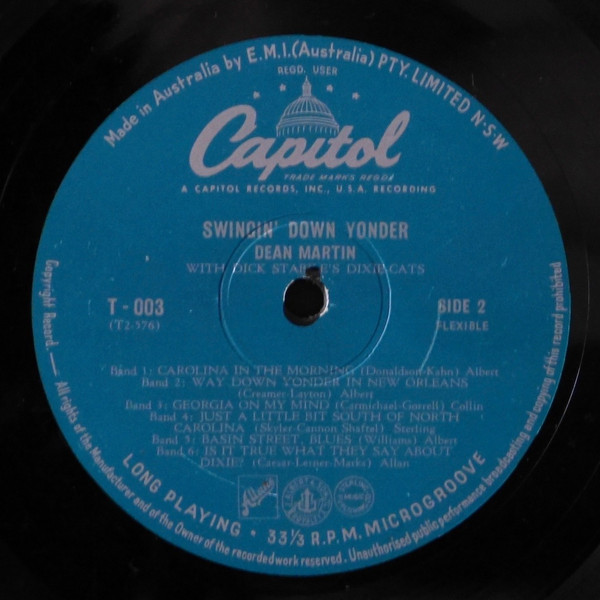 Made in Australia by E.M.I. (Australia) PTY. LIMITED N·S·W
REGD. USER
Capitol
TRADE MARKS REGD.
A CAPITOL RECORDS, INC., U.S.A. RECORDING
SWINGIN' DOWN YONDER
DEAN MARTIN
WITH DICK STABILE'S DIXIE-CATS
T - 003
(T2-576)
SIDE 2
FLEXIBLE
Band 1: CAROLINA IN THE MORNING (Donaldson-Kahn) Albert
Band 2: WAY DOWN YONDER IN NEW ORLEANS
(Creamer-Layton) Albert
Band 3: GEORGIA ON MY MIND (Carmichael-Gorrell) Collin
Band 4: JUST A LITTLE BIT SOUTH OF NORTH
CAROLINA (Skyler-Cannon Shaftal) Sterling
Band 5: BASIN STREET, BLUES (Williams) Albert
Band 6: IS IT TRUE WHAT THEY SAY ABOUT
DIXIE? (Caesar-Lerner-Marks) Allan
LONG PLAYING · 33⅓ R.P.M. MICROGROOVE
Copyright Record. — All rights of the Manufacturer and of the Owner of the recorded work reserved. Unauthorised public performance broadcasting and copying of this record prohibited